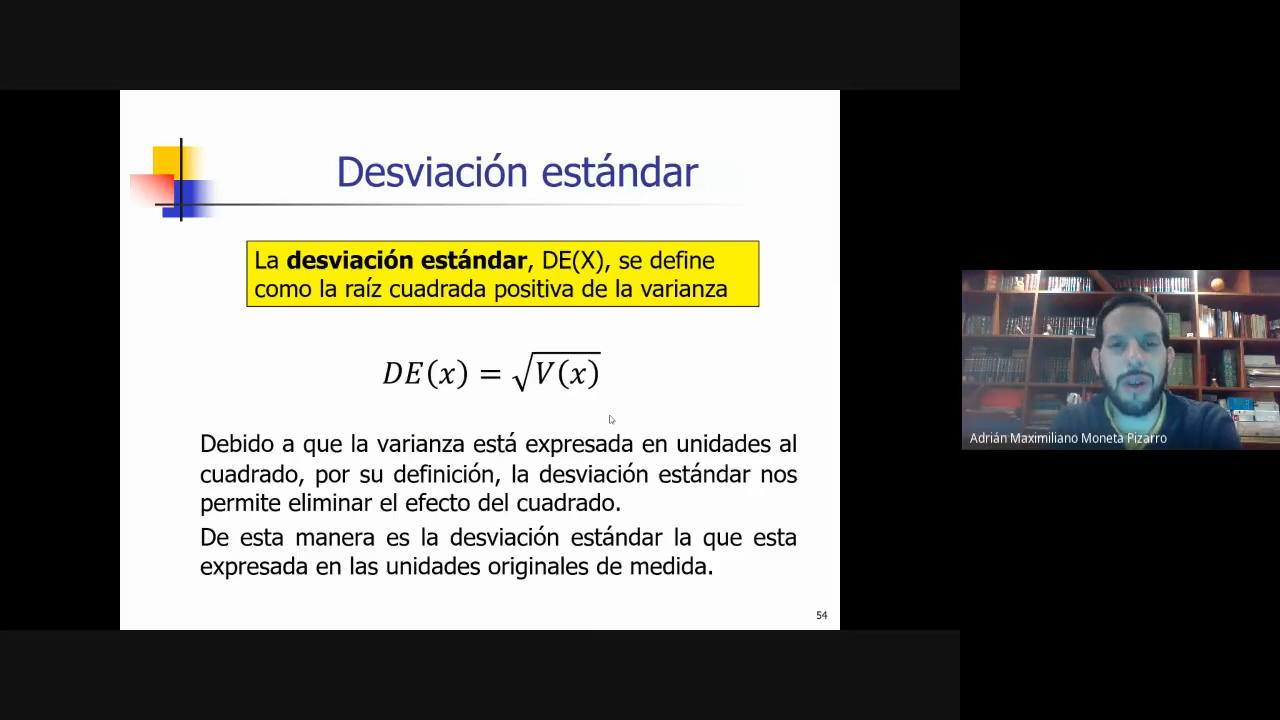 Desviación estándar
La desviación estándar, DE(X), se define
como la raíz cuadrada positiva de la varianza
DE(x) = √V(x)
Debido a que la varianza está expresada en unidades al
cuadrado, por su definición, la desviación estándar nos
permite eliminar el efecto del cuadrado.
De esta manera es la desviación estándar la que esta
expresada en las unidades originales de medida.
54
Adrián Maximiliano Moneta Pizarro